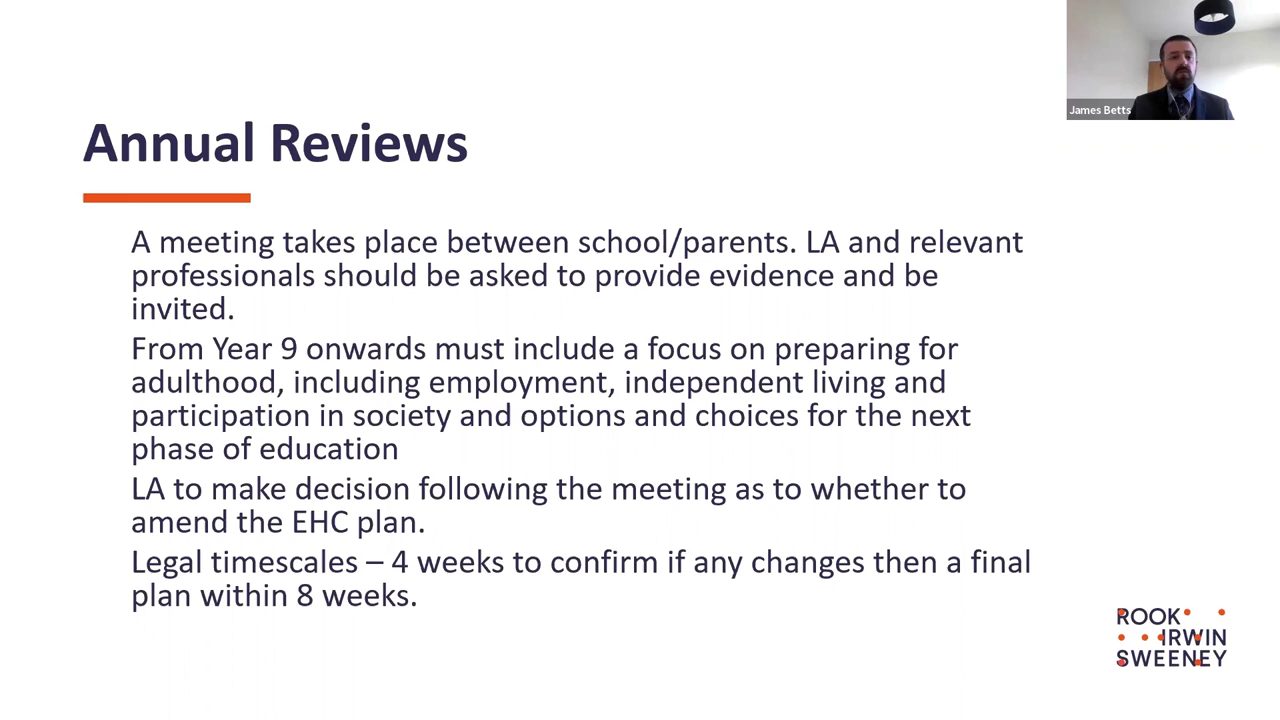 James Betts
Annual Reviews
A meeting takes place between school/parents. LA and relevant
professionals should be asked to provide evidence and be
invited.
From Year 9 onwards must include a focus on preparing for
adulthood, including employment, independent living and
participation in society and options and choices for the next
phase of education
LA to make decision following the meeting as to whether to
amend the EHC plan.
Legal timescales – 4 weeks to confirm if any changes then a final
plan within 8 weeks.
ROOK
IRWIN
SWEENEY